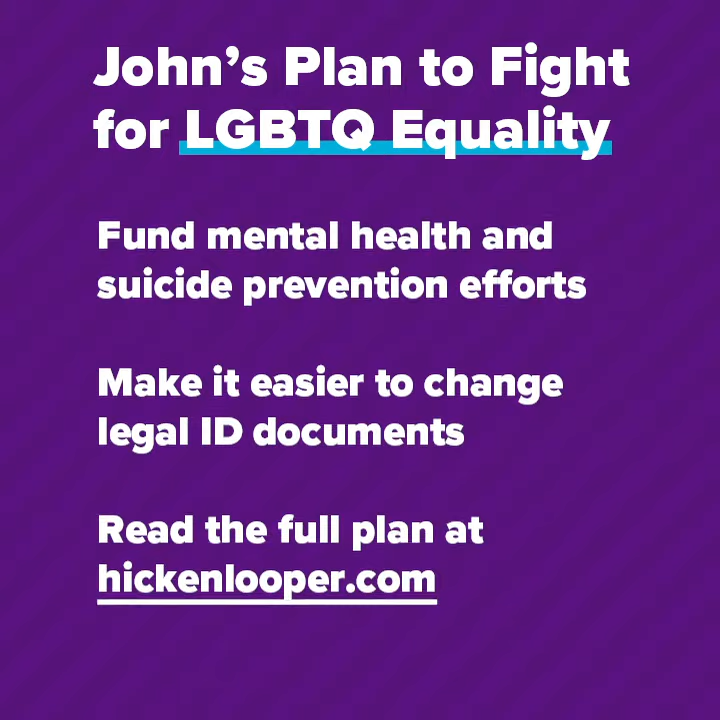 John’s Plan to Fight
for LGBTQ Equality
Fund mental health and
suicide prevention efforts
Make it easier to change
legal ID documents
Read the full plan at
hickenlooper.com